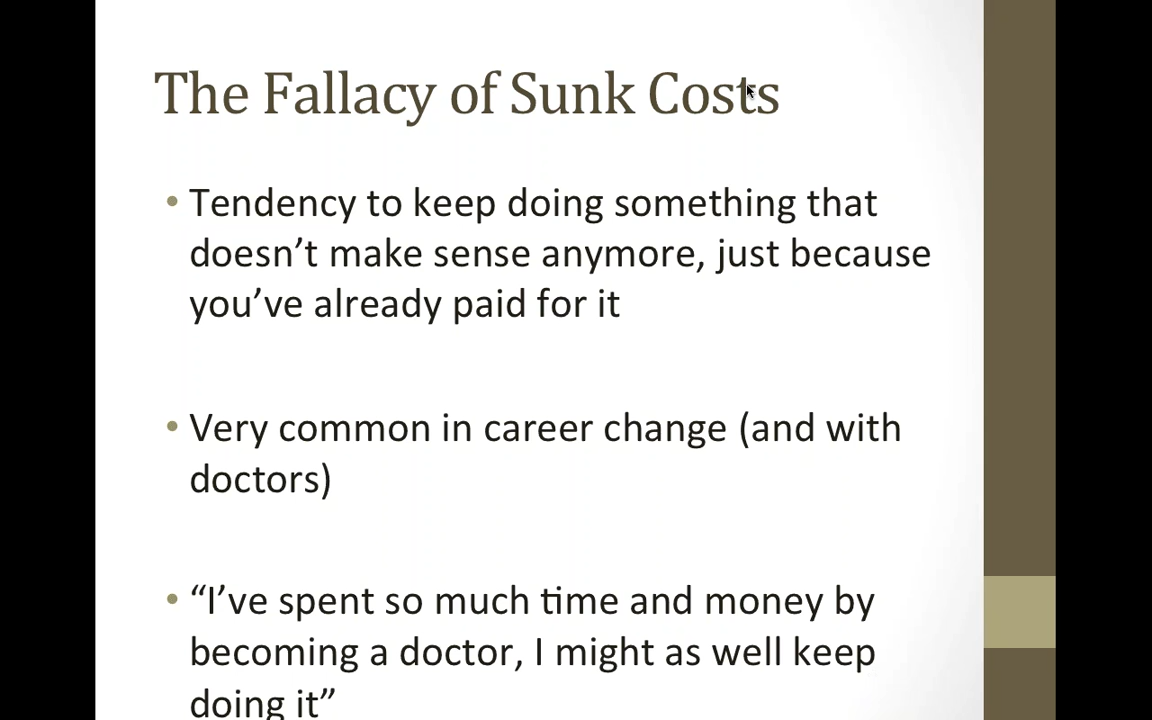 The Fallacy of Sunk Costs
• Tendency to keep doing something that
doesn’t make sense anymore, just because
you’ve already paid for it
• Very common in career change (and with
doctors)
• “I’ve spent so much time and money by
becoming a doctor, I might as well keep
doing it”